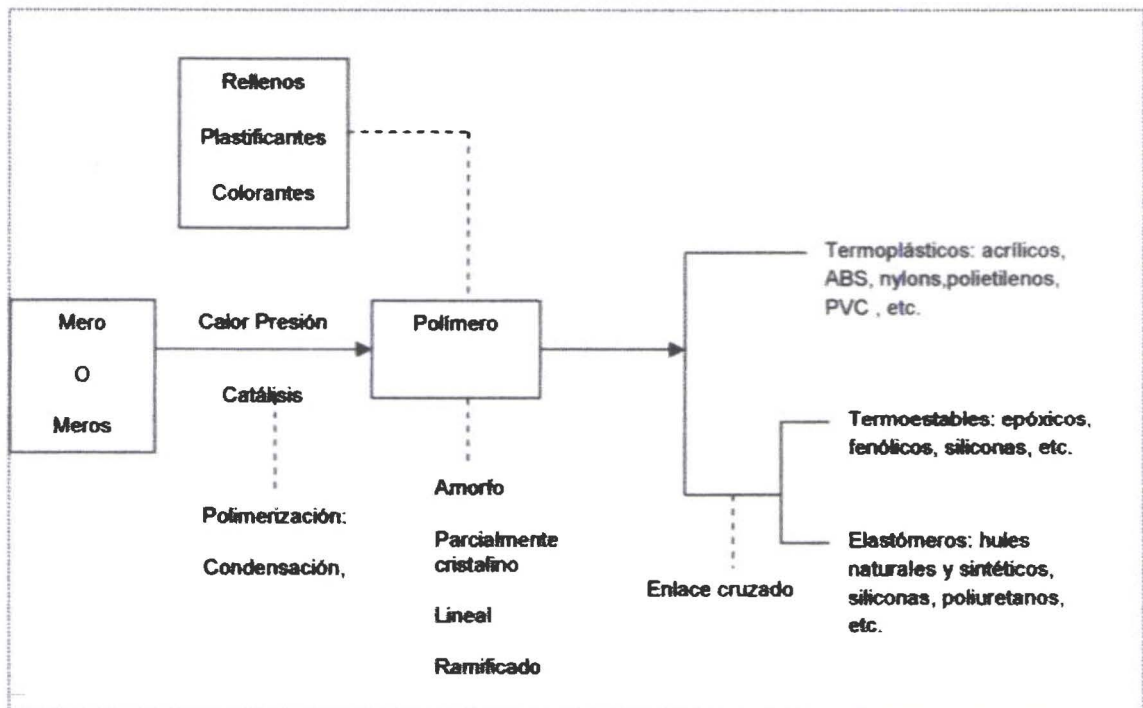 Rellenos
Plastificantes
Colorantes
Mero
O
Meros
Calor Presión
Catálisis
Polimerización:
Condensación,
Polímero
Amorfo
Parcialmente
cristalino
Lineal
Ramificado
Termoplásticos: acrílicos,
ABS, nylons,polietilenos,
PVC , etc.
Enlace cruzado
Termoestables: epóxicos,
fenólicos, siliconas, etc.
Elastómeros: hules
naturales y sintéticos,
siliconas, poliuretanos,
etc.